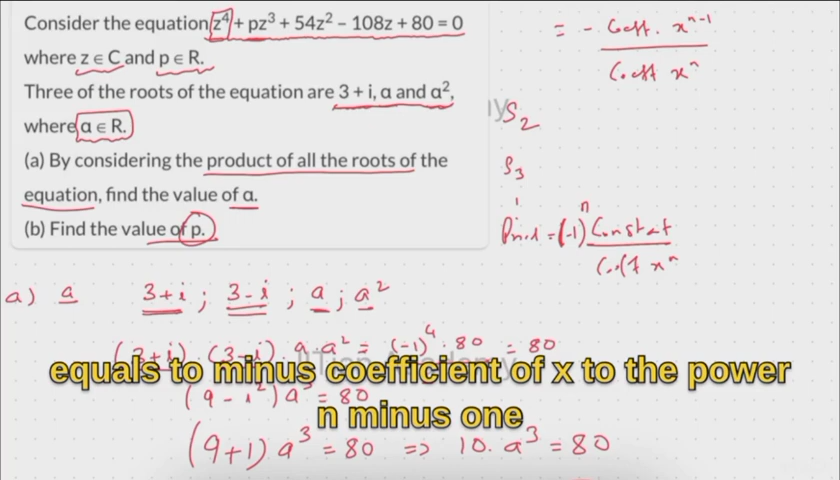 Consider the equation z⁴ + pz³ + 54z² − 108z + 80 = 0
where z ∈ C and p ∈ R.
Three of the roots of the equation are 3 + i, a and a²,
where a ∈ R.
(a) By considering the product of all the roots of the
equation, find the value of a.
(b) Find the value of p.
= - Coeff. xⁿ⁻¹
Coeff xⁿ
S₂
S₃
Prod = (-1)ⁿ Constat
Coeff xⁿ
a) a 3+i ; 3-i ; a ; a²
(3+i) . (3-i) . a . a² = (-1)⁴ . 80 = 80
(9 - i²) a³ = 80
(9+1) a³ = 80 => 10. a³ = 80
equals to minus coefficient of x to the power
n minus one